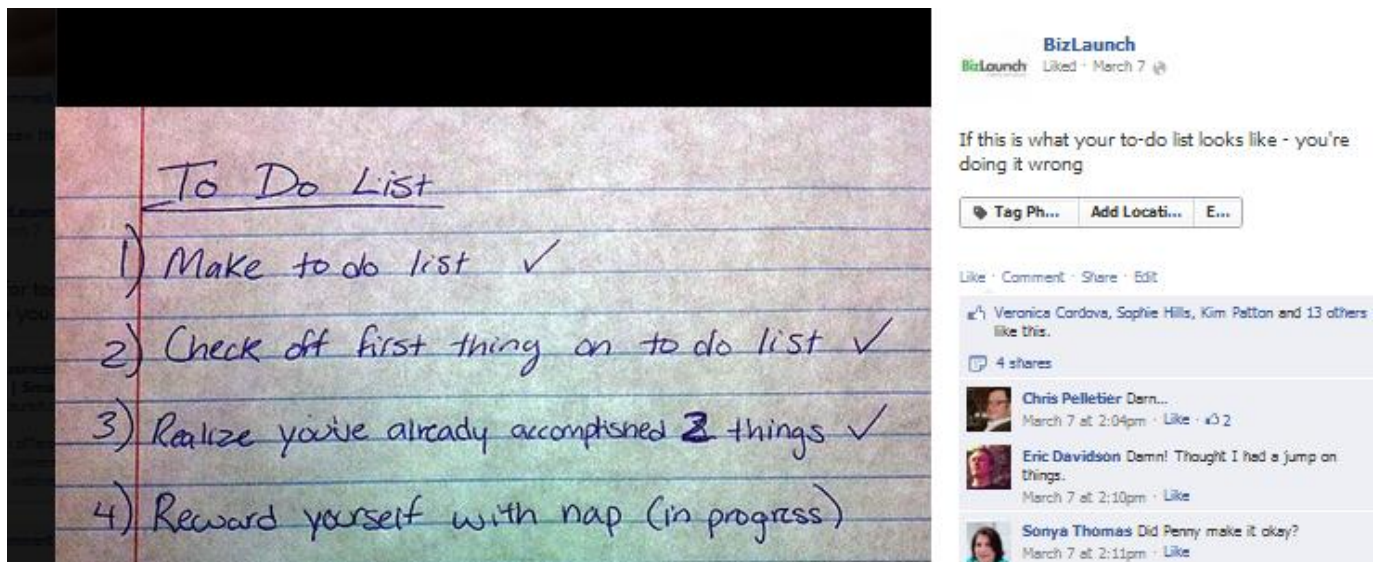 To Do List
1) Make to do list ✓
2) Check off first thing on to do list ✓
3) Realize you've already accomplished 2 things ✓
4) Reward yourself with nap (in progress)
BizLaunch
BizLaunch
Liked · March 7
If this is what your to-do list looks like - you're
doing it wrong
Tag Ph... Add Locati... E...
Like · Comment · Share · Edit
Veronica Cordova, Sophie Hills, Kim Patton and 13 others
like this.
4 shares
Chris Pelletier Darn...
March 7 at 2:04pm · Like · 2
Eric Davidson Damn! Thought I had a jump on
things.
March 7 at 2:10pm · Like
Sonya Thomas Did Penny make it okay?
March 7 at 2:11pm · Like